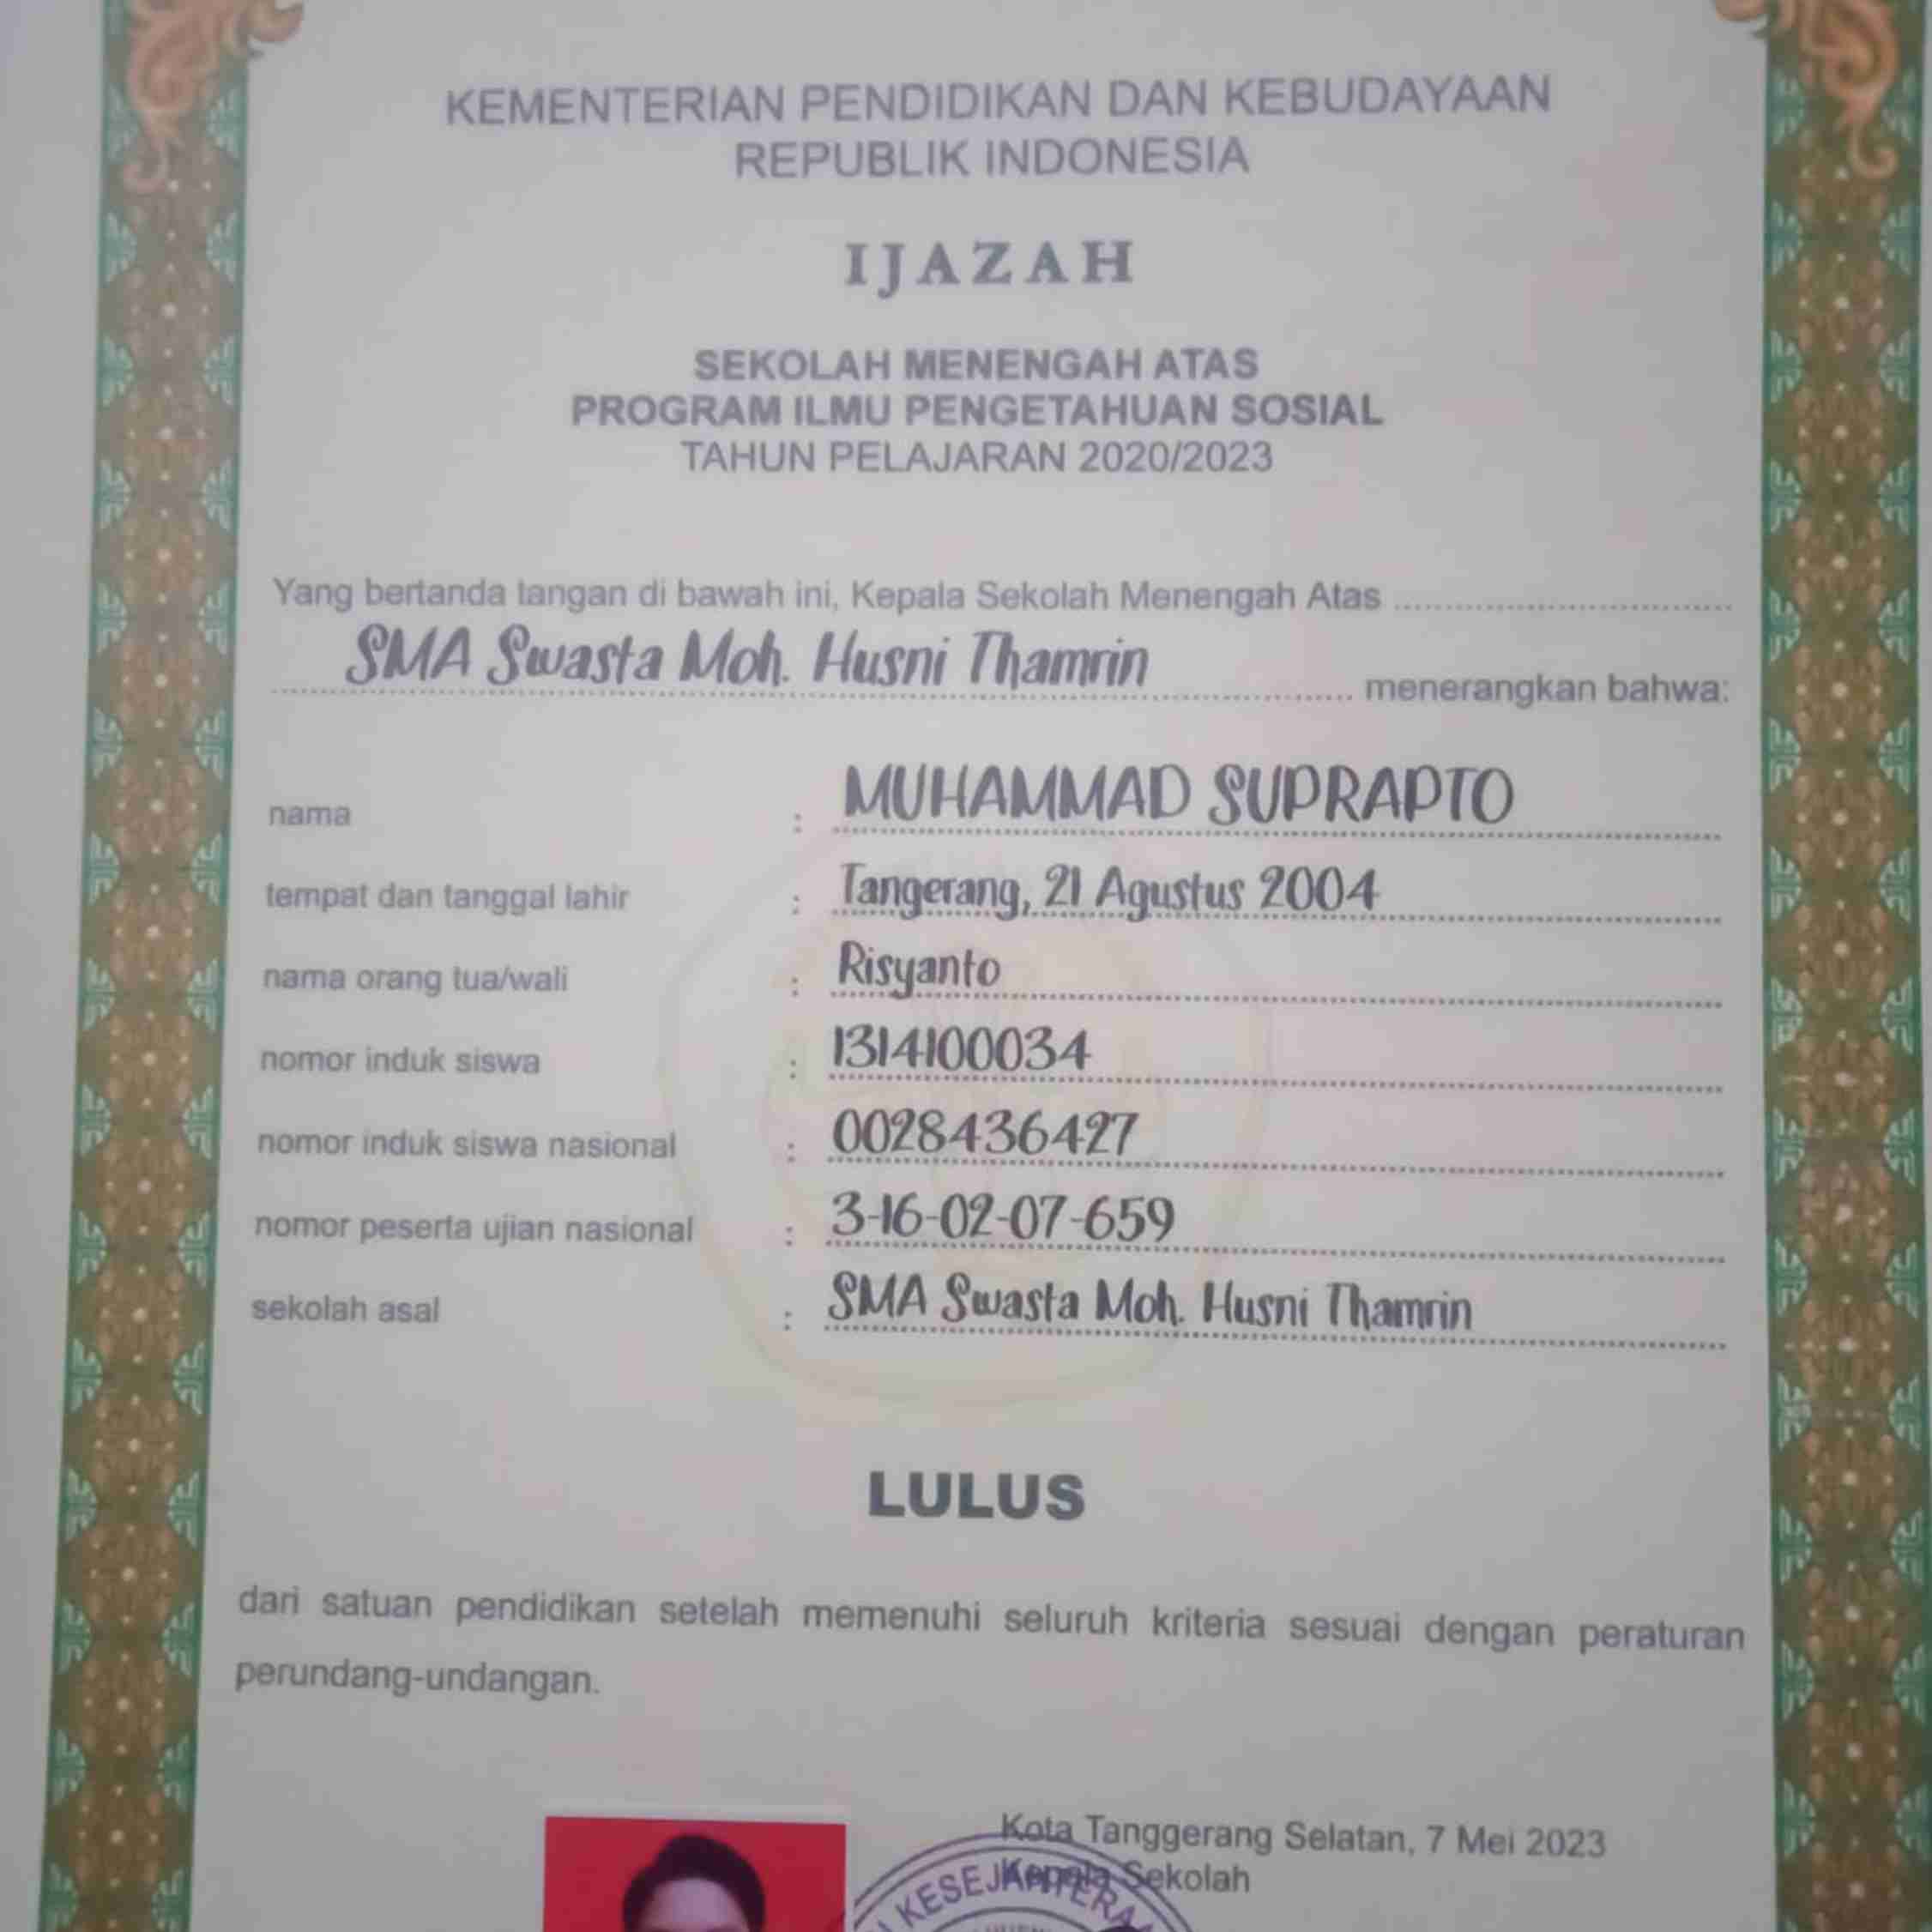 KEMENTERIAN PENDIDIKAN DAN KEBUDAYAAN
REPUBLIK INDONESIA
IJAZAH
SEKOLAH MENENGAH ATAS
PROGRAM ILMU PENGETAHUAN SOSIAL
TAHUN PELAJARAN 2020/2023
Yang bertanda tangan di bawah ini, Kepala Sekolah Menengah Atas
SMA Swasta Moh. Husni Thamrin menerangkan bahwa:
nama : MUHAMMAD SUPRAPTO
tempat dan tanggal lahir : Tangerang, 21 Agustus 2004
nama orang tua/wali : Risyanto
nomor induk siswa : 1314100034
nomor induk siswa nasional : 0028436427
nomor peserta ujian nasional : 3-16-02-07-659
sekolah asal : SMA Swasta Moh. Husni Thamrin
LULUS
dari satuan pendidikan setelah memenuhi seluruh kriteria sesuai dengan peraturan
perundang-undangan.
Kota Tanggerang Selatan, 7 Mei 2023
Kepala Sekolah